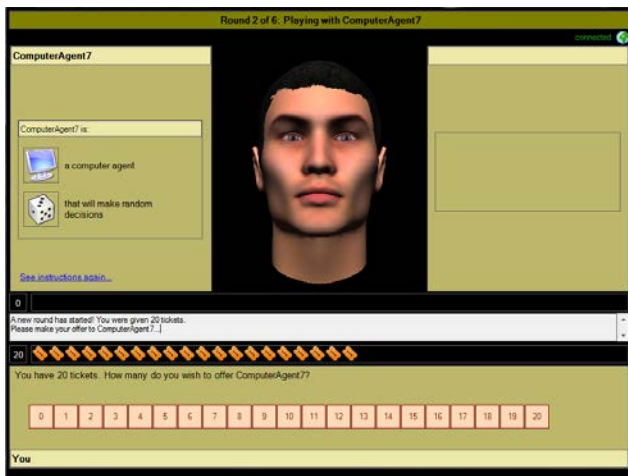 Round 2 of 6: Playing with ComputerAgent7
connected
ComputerAgent7
ComputerAgent7 is:
a computer agent
that will make random
decisions
See instructions again...
0
A new round has started! You were given 20 tickets.
Please make your offer to ComputerAgent7...
20
You have 20 tickets. How many do you wish to offer ComputerAgent7?
0 1 2 3 4 5 6 7 8 9 10 11 12 13 14 15 16 17 18 19 20
You